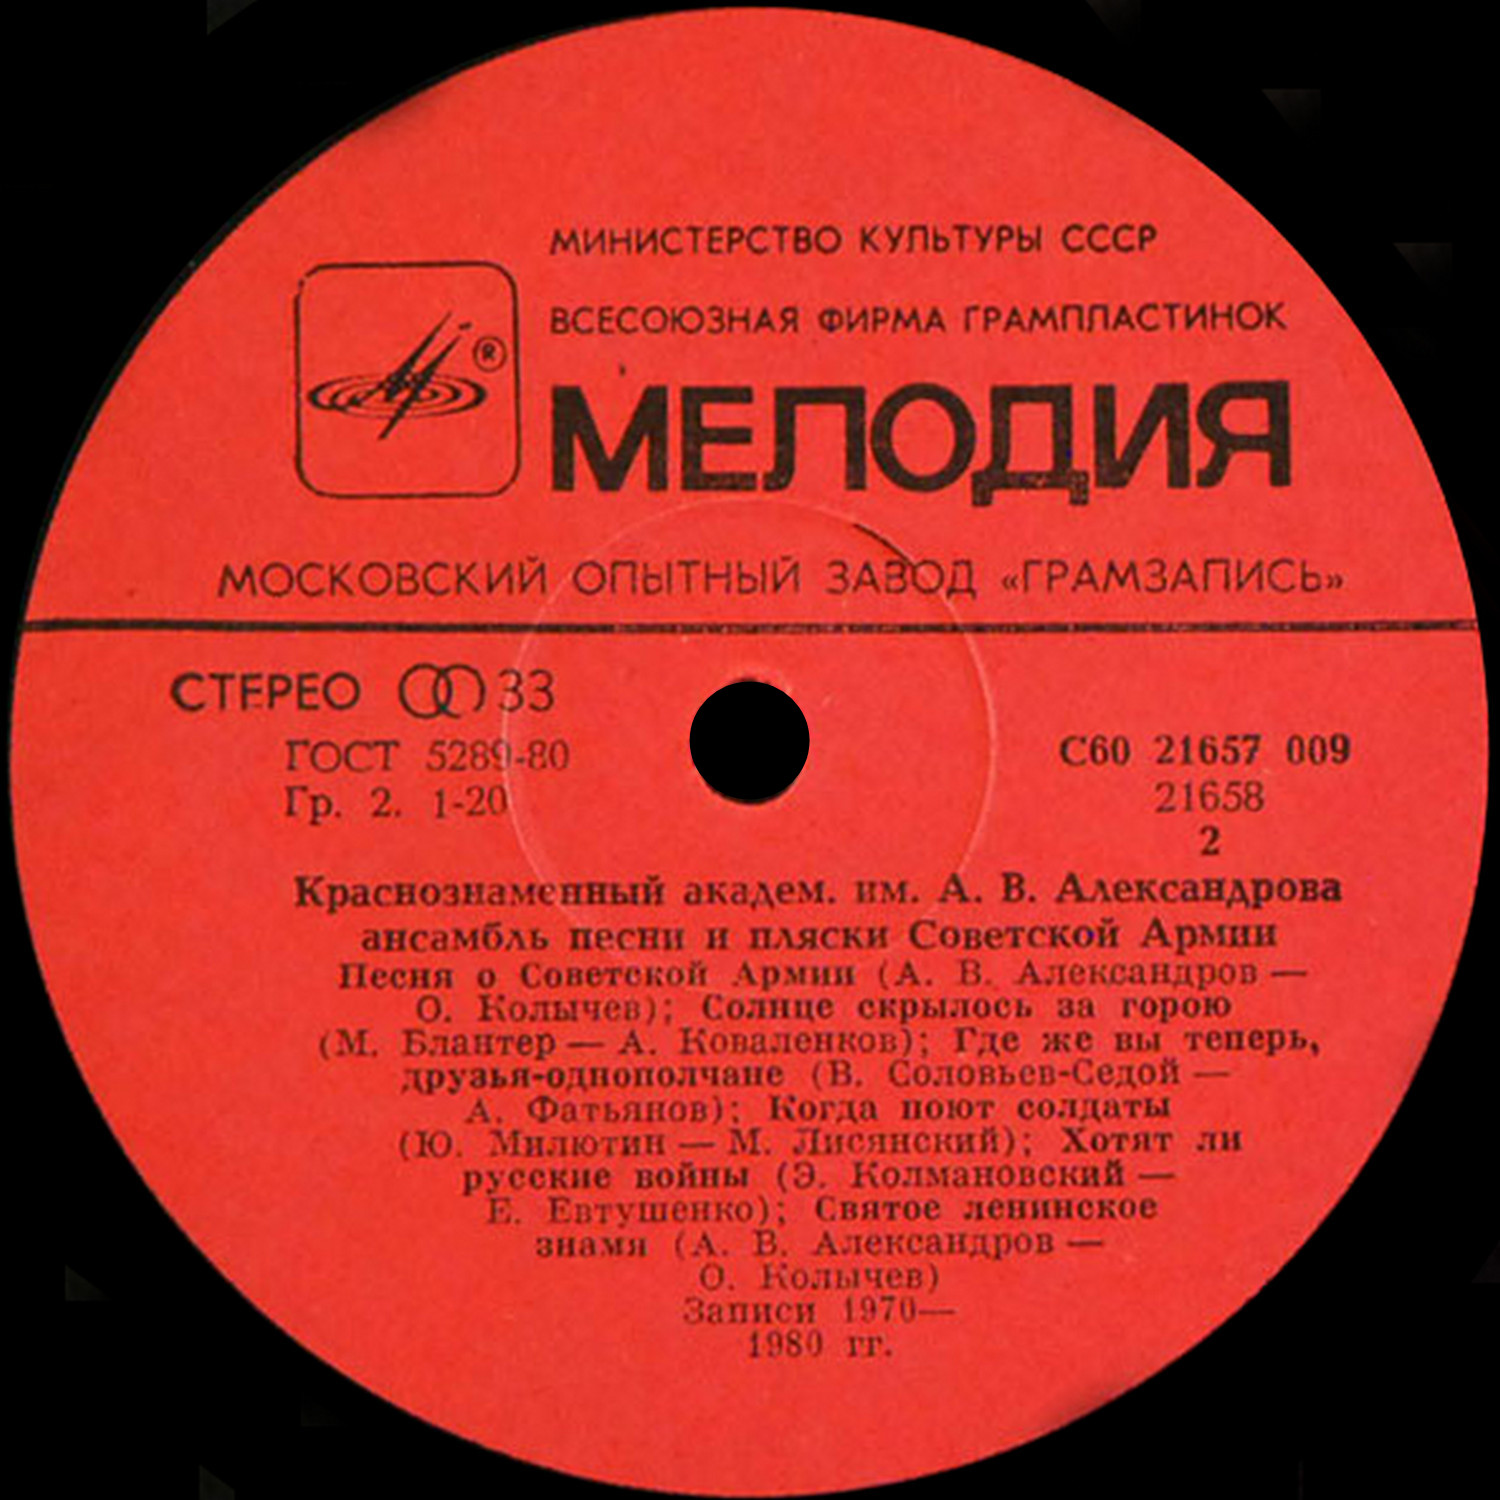 МИНИСТЕРСТВО КУЛЬТУРЫ СССР
ВСЕСОЮЗНАЯ ФИРМА ГРАМПЛАСТИНОК
®
МЕЛОДИЯ
МОСКОВСКИЙ ОПЫТНЫЙ ЗАВОД «ГРАМЗАПИСЬ»
СТЕРЕО 33
ГОСТ 5289-80
Гр. 2. 1-20
С60 21657 009
21658
2
Краснознаменный академ. им. А. В. Александрова
ансамбль песни и пляски Советской Армии
Песня о Советской Армии (А. В. Александров —
О. Колычев); Солнце скрылось за горою
(М. Блантер — А. Коваленков); Где же вы теперь,
друзья-однополчане (В. Соловьев-Седой —
А. Фатьянов); Когда поют солдаты
(Ю. Милютин — М. Лисянский); Хотят ли
русские войны (Э. Колмановский —
Е. Евтушенко); Святое ленинское
знамя (А. В. Александров —
О. Колычев)
Записи 1970—
1980 гг.